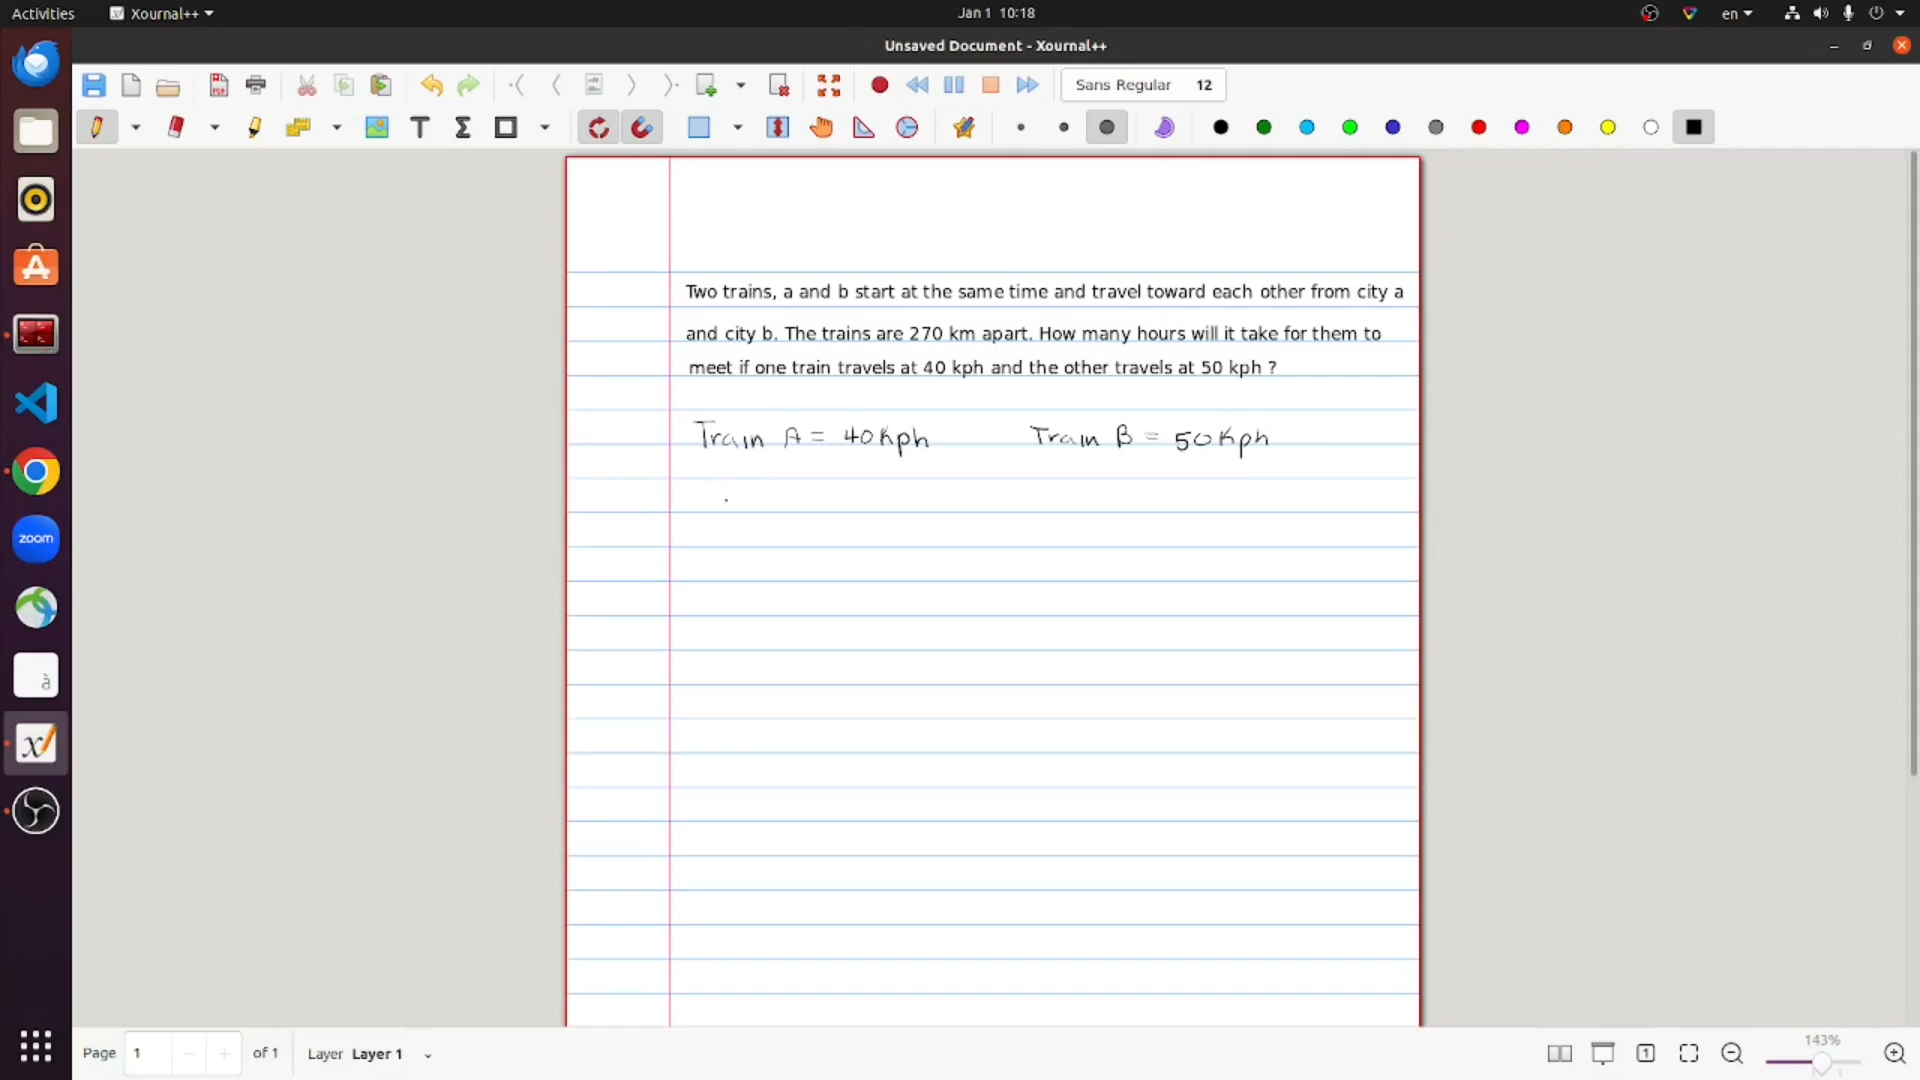 Activities Xournal++ Jan 1 10:18 en
Unsaved Document - Xournal++
Sans Regular 12
Two trains, a and b start at the same time and travel toward each other from city a
and city b. The trains are 270 km apart. How many hours will it take for them to
meet if one train travels at 40 kph and the other travels at 50 kph ?
Train A = 40 Kph Train B = 50 Kph
zoom
Page 1 of 1 Layer Layer 1 143%